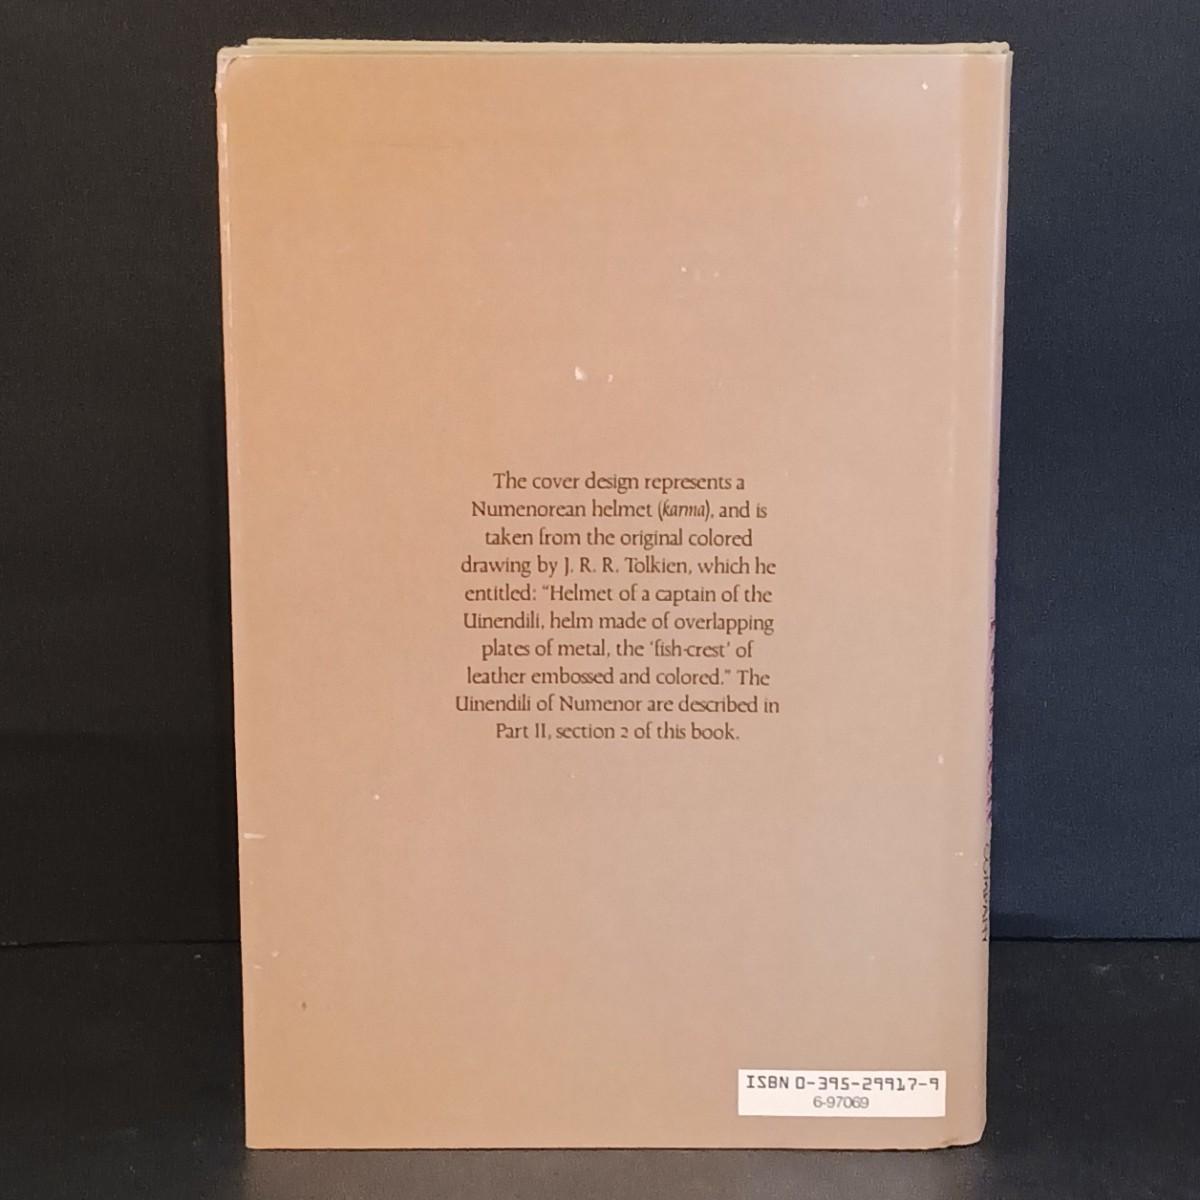 The cover design represents a
Numenorean helmet (karma), and is
taken from the original colored
drawing by J. R. R. Tolkien, which he
entitled: “Helmet of a captain of the
Uinendili, helm made of overlapping
plates of metal, the ‘fish-crest’ of
leather embossed and colored.” The
Uinendili of Numenor are described in
Part II, section 2 of this book.
COMPANY
ISBN 0-395-29917-9
6-97069